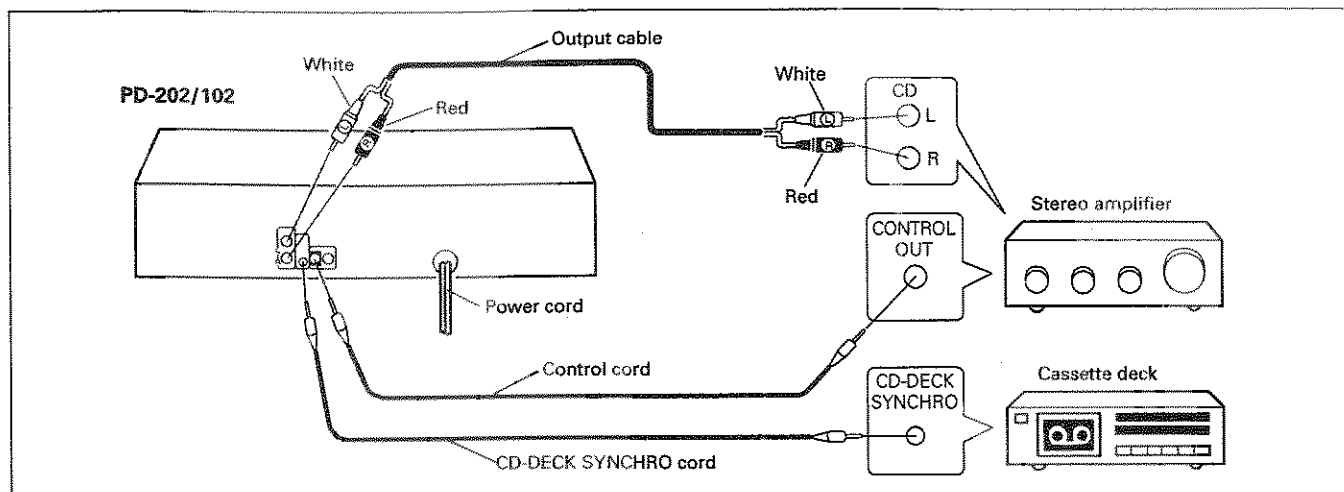 Output cable
White
PD-202/102
Red
White
CD
L
L
R
R
R
Red
L
Stereo amplifier
CONTROL
OUT
Power cord
Control cord
CD-DECK
SYNCHRO
Cassette deck
CD-DECK SYNCHRO cord